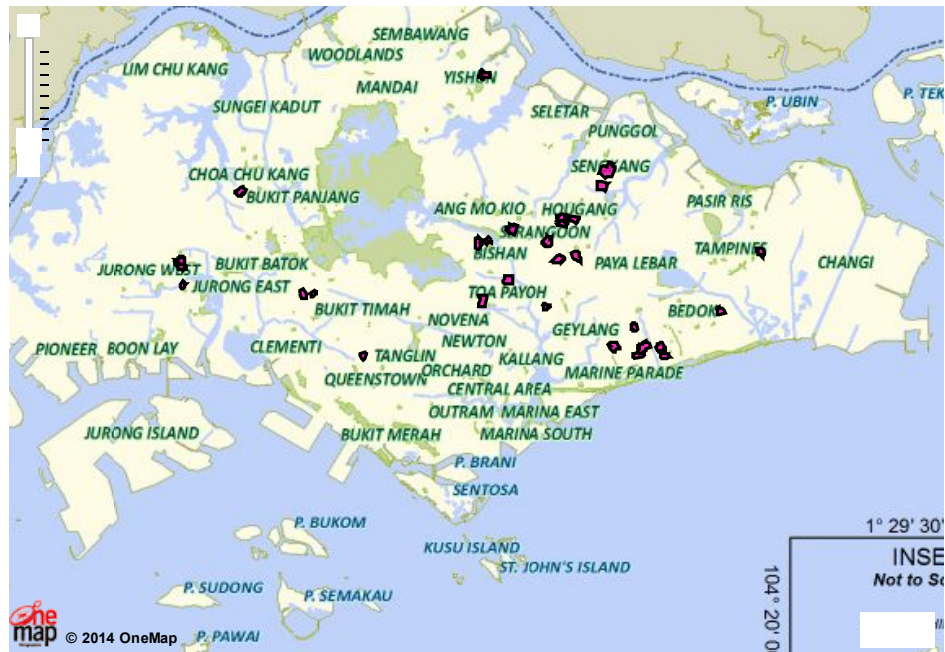 SEMBAWANG
WOODLANDS
LIM CHU KANG
YISHUN
MANDAI
P. UBIN
P. TEK
SUNGEI KADUT
SELETAR
PUNGGOL
CHOA CHU KANG
SENGKANG
BUKIT PANJANG
PASIR RIS
ANG MO KIO
HOUGANG
SERANGOON
TAMPINES
BISHAN
JURONG WEST
BUKIT BATOK
PAYA LEBAR
CHANGI
JURONG EAST
TOA PAYOH
BUKIT TIMAH
NOVENA
BEDOK
GEYLANG
PIONEER
BOON LAY
CLEMENTI
NEWTON
TANGLIN
KALLANG
QUEENSTOWN
ORCHARD
MARINE PARADE
CENTRAL AREA
OUTRAM
MARINA EAST
JURONG ISLAND
BUKIT MERAH
MARINA SOUTH
P. BRANI
SENTOSA
P. BUKOM
1° 29' 30'
KUSU ISLAND
INSE
ST. JOHN'S ISLAND
Not to Sc
104° 20' 0
P. SUDONG
P. SEMAKAU
one
map
© 2014 OneMap
P. PAWAI